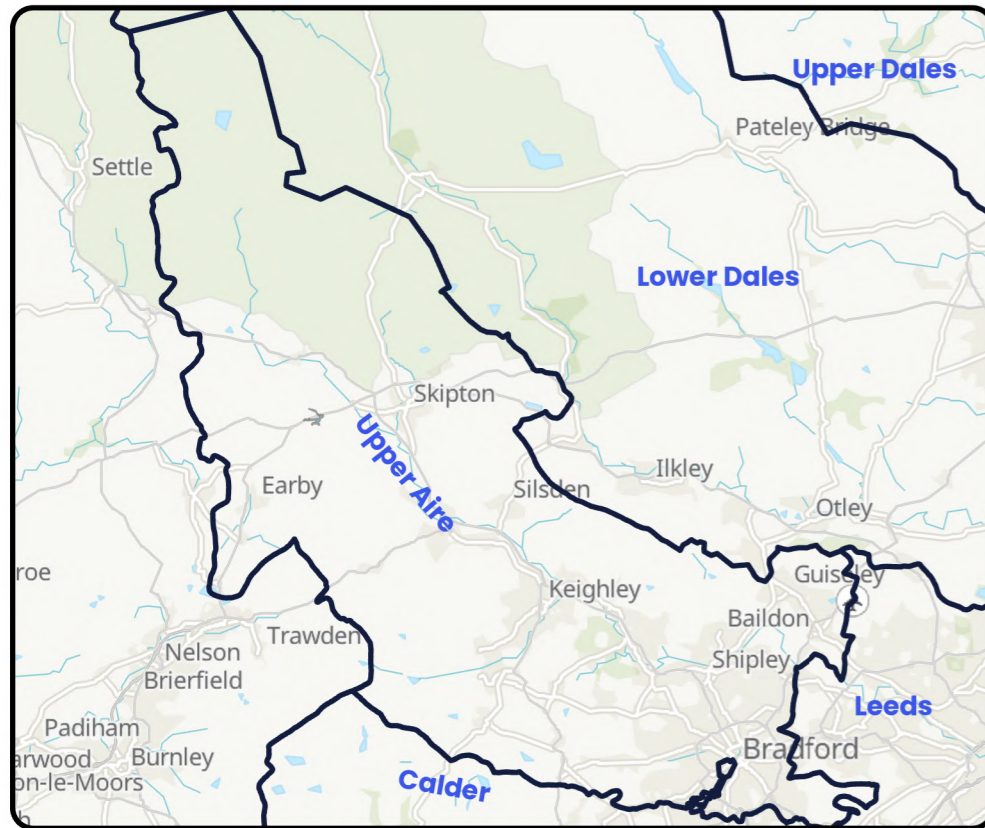 Upper Dales
Pateley Bridge
Settle
Lower Dales
Skipton
Upper Aire
Ilkley
Earby
Silsden
Otley
roe
Guiseley
Keighley
Baildon
Trawden
Nelson
Shipley
Brierfield
Leeds
Padiham
Bradford
arwood
Burnley
on-le-Moors
Calder
h